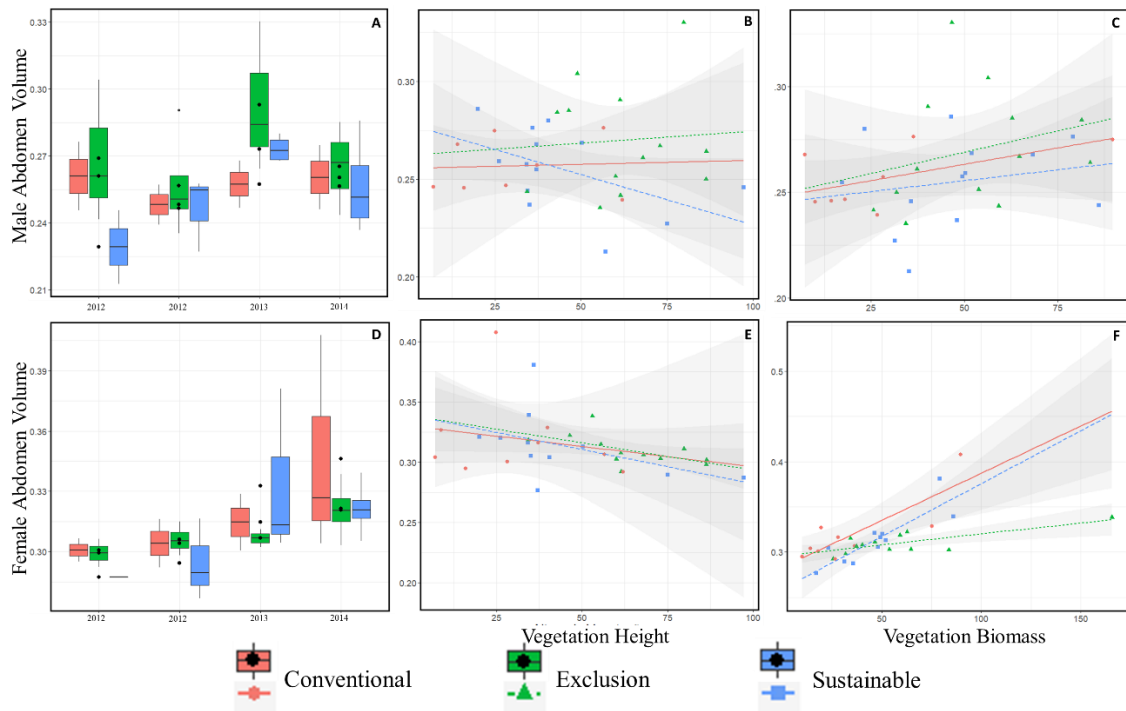 Male Abdomen Volume
0.33
0.30
0.27
0.24
0.21
A
2012 2012 2013 2014
0.30
0.25
0.20
B
25 50 75 100
.30
.25
0.20
C
25 50 75
Female Abdomen Volume
0.39
0.36
0.33
0.30
D
2012 2012 2013 2014
0.40
0.35
0.30
0.25
0.20
E
25 50 75 100
Vegetation Height
0.5
0.4
0.3
F
50 100 150
Vegetation Biomass
Conventional Exclusion Sustainable